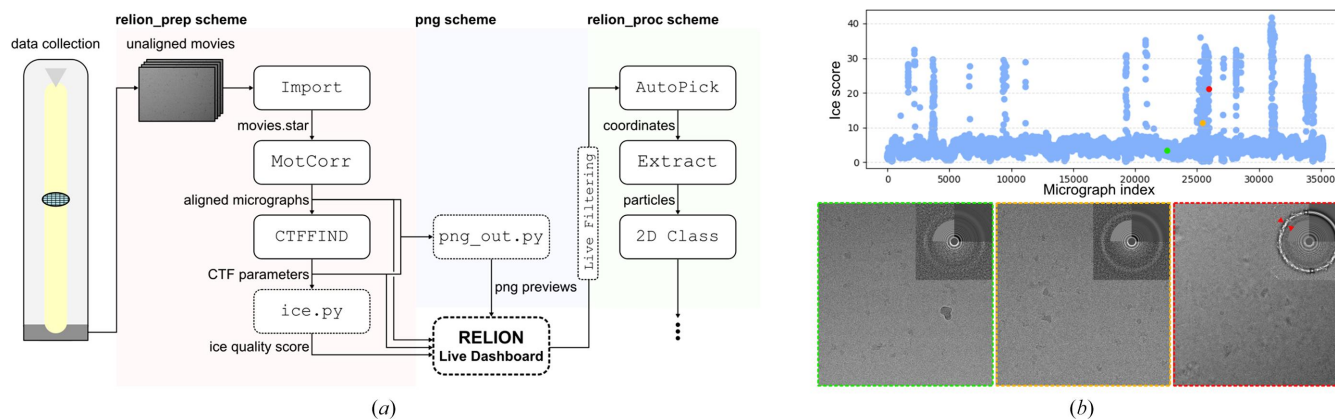 relion_prep scheme
png scheme
relion_proc scheme
data collection
unaligned movies
Import
movies.star
MotCorr
aligned micrographs
CTFFIND
CTF parameters
ice.py
ice quality score
png_out.py
png previews
RELION
Live Dashboard
Live Filtering
AutoPick
coordinates
Extract
particles
2D Class
(a)
Ice score
40
30
20
10
0
0 5000 10000 15000 20000 25000 30000 35000
Micrograph index
(b)